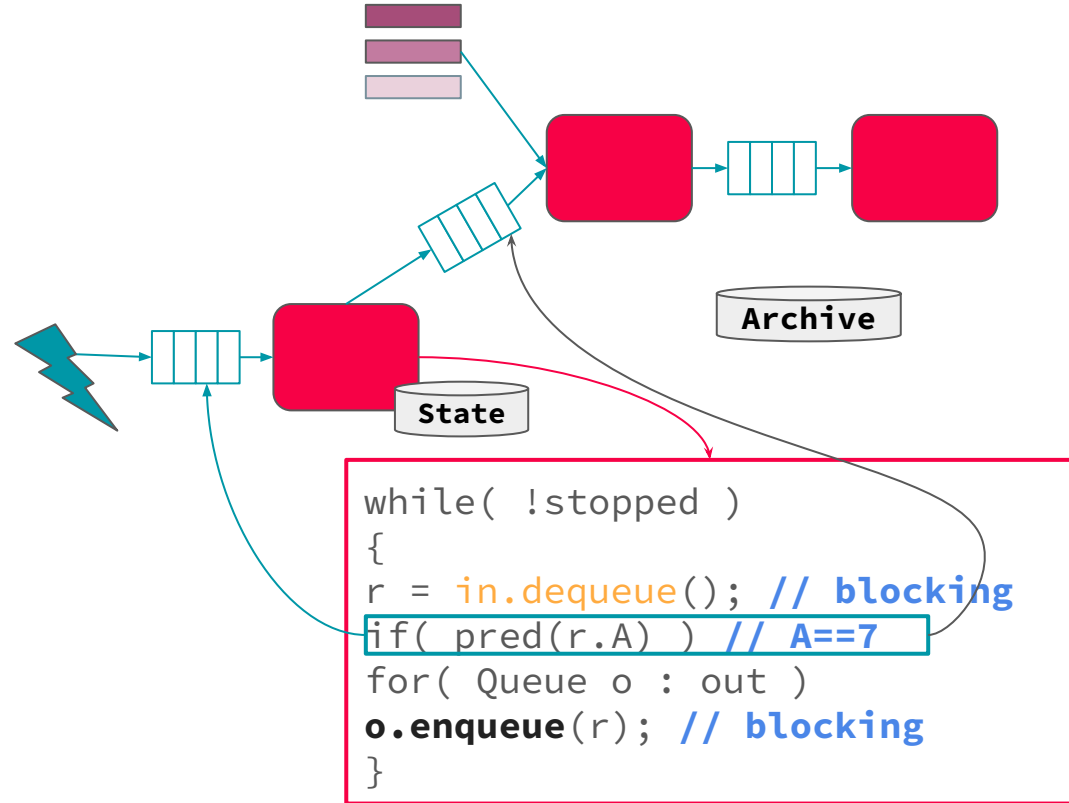 Archive
State
while( !stopped )
{
r = in.dequeue(); // blocking
if( pred(r.A) ) // A==7
for( Queue o : out )
o.enqueue(r); // blocking
}